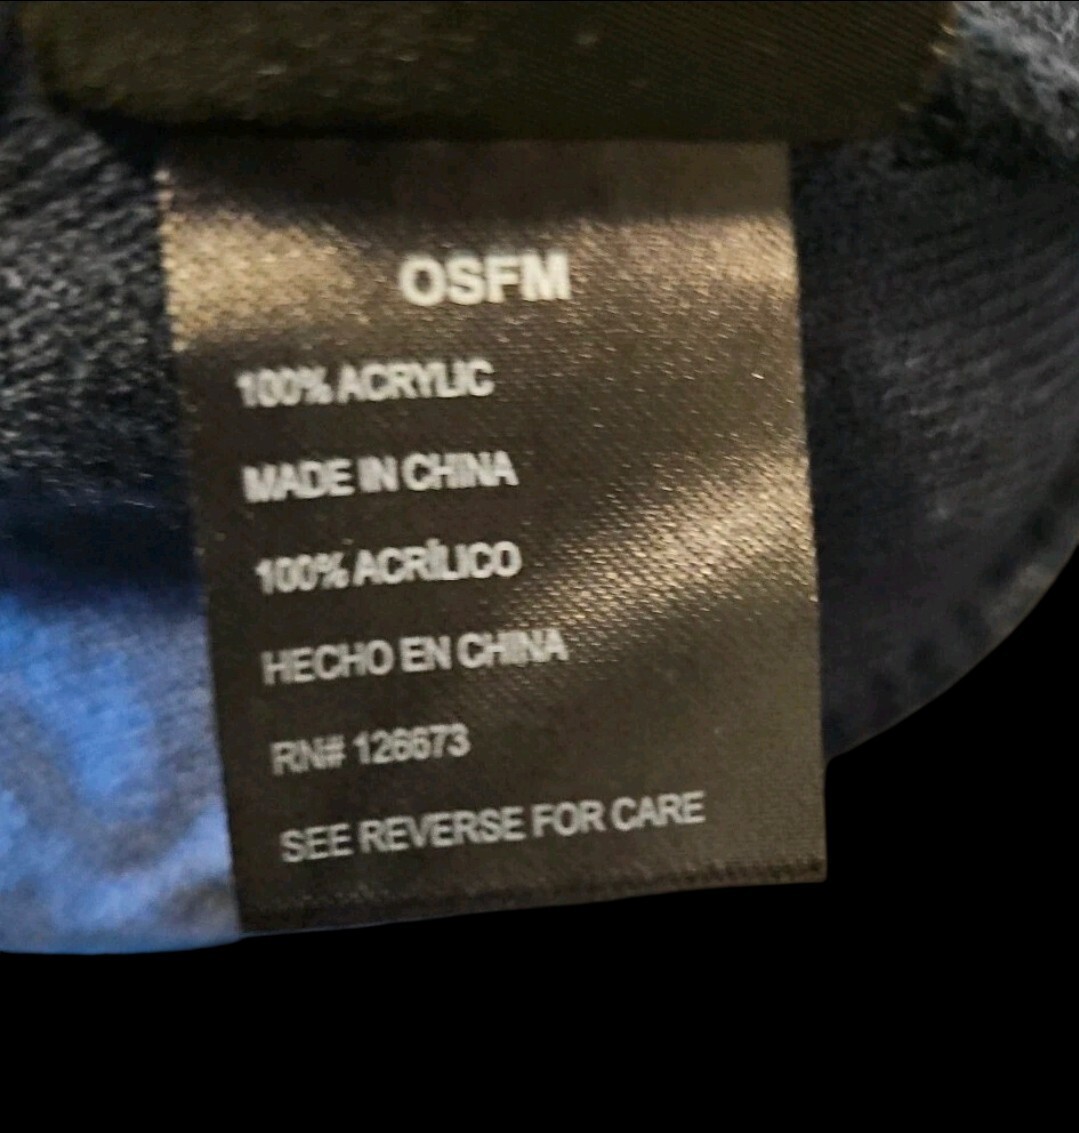 OSFM
100% ACRYLIC
MADE IN CHINA
100% ACRÍLICO
HECHO EN CHINA
RN# 126673
SEE REVERSE FOR CARE